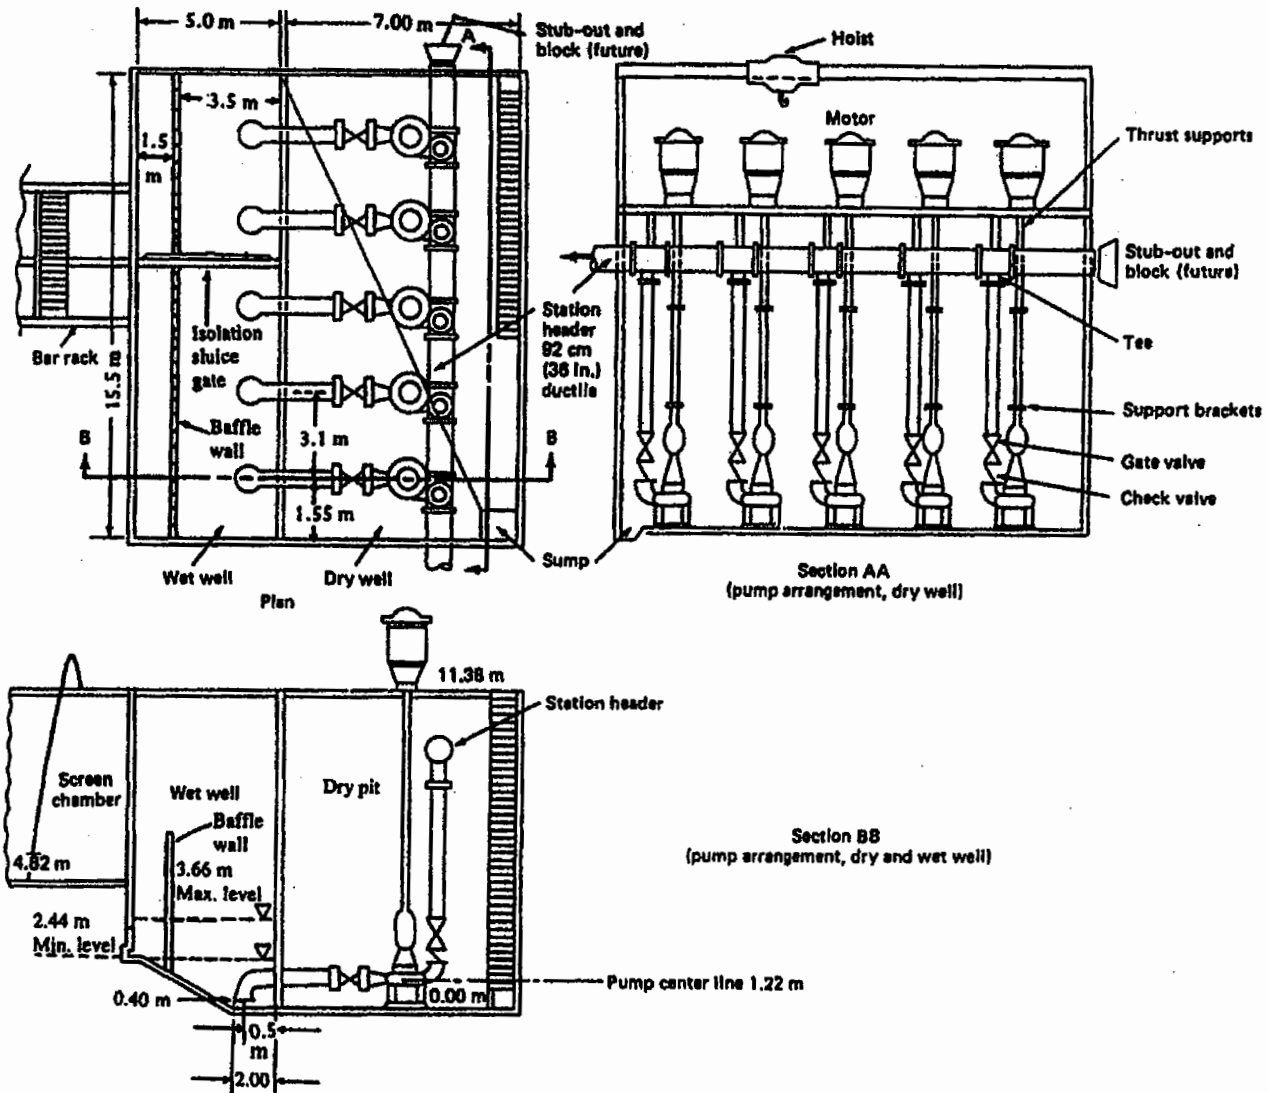 5.0 m
7.00 m
A
Stub-out and
block (future)
3.5 m
1.5
m
15.5 m
Bar rack
Isolation
sluice
gate
Baffle
wall
B
3.1 m
1.55 m
B
Station
header
92 cm
(36 in.)
ductile
Wet well
Dry well
Sump
Plan
Hoist
Motor
Thrust supports
Stub-out and
block (future)
Tee
Support brackets
Gate valve
Check valve
Section AA
(pump arrangement, dry well)
11.38 m
Station header
Screen
chamber
Wet well
Dry pit
Baffle
wall
4.82 m
3.66 m
Max. level
2.44 m
Min. level
0.40 m
0.00 m
Pump center line 1.22 m
0.5
m
2.00
Section BB
(pump arrangement, dry and wet well)